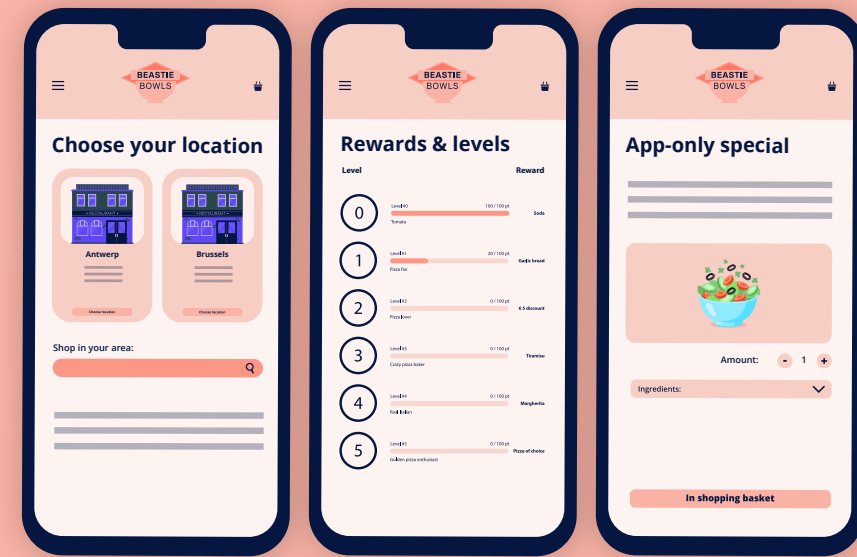 BEASTIE
BOWLS
Choose your location
RESTAURANT
RESTAURANT
Antwerp
Brussels
Choose location
Choose location
Shop in your area:
BEASTIE
BOWLS
Rewards & levels
Level Reward
0
Level#0 100/100 pt
Soda
Tomato
1
Level#1 20/100 pt
Garlic bread
Pizza fan
2
Level#2 0/100 pt
€ 5 discount
Pizza lover
3
Level#3 0/100 pt
Tiramisu
Crazy pizza baker
4
Level#4 0/100 pt
Margherita
Real Italian
5
Level#5 0/100 pt
Pizza of choice
Golden pizza enthusiast
BEASTIE
BOWLS
App-only special
Amount: - 1 +
Ingredients:
In shopping basket